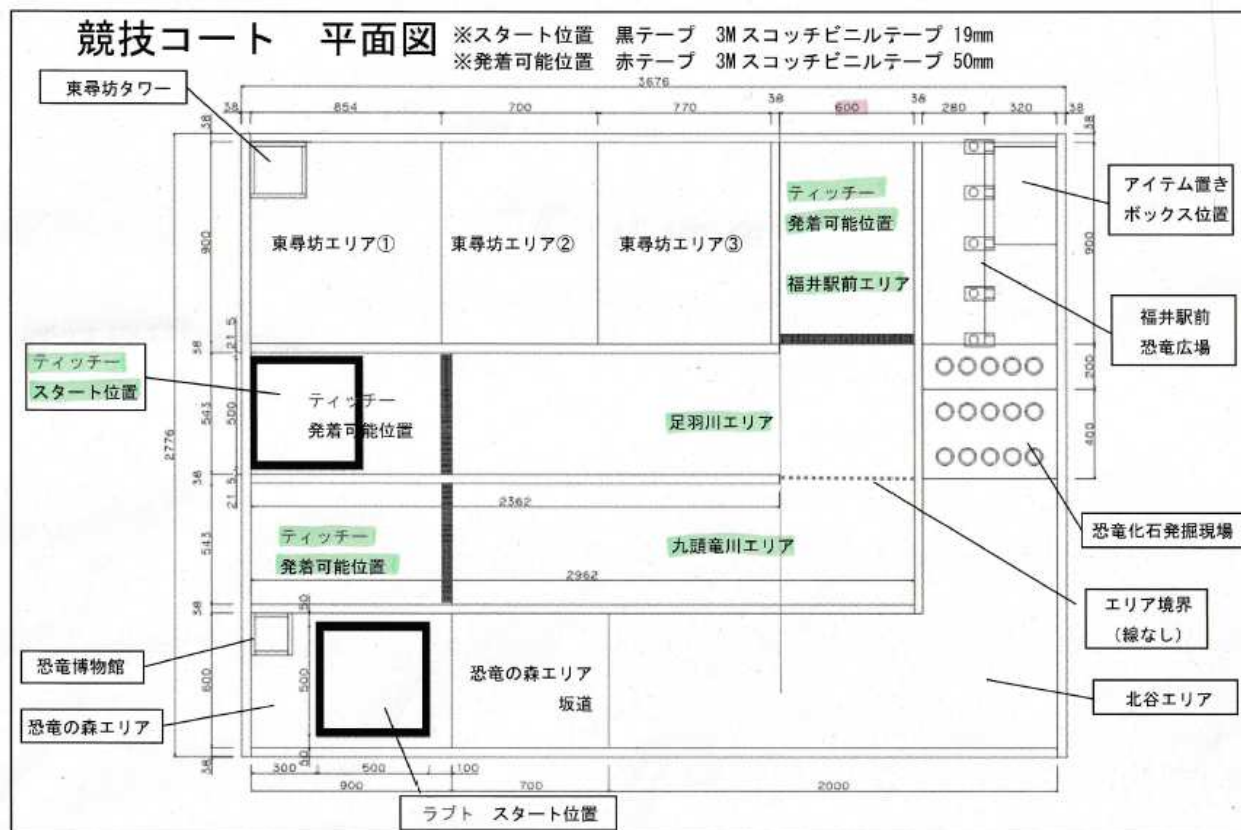 競技コート　平面図
※スタート位置　黒テープ　3Mスコッチビニルテープ 19mm
※発着可能位置　赤テープ　3Mスコッチビニルテープ 50mm
3676
38
854
700
770
38
600
38
280
320
38
東尋坊タワー
38
900
38
543
38
543
38
600
38
2776
21.5
500
21.5
東尋坊エリア①
東尋坊エリア②
東尋坊エリア③
ティッチー
発着可能位置
福井駅前エリア
38
900
200
400
アイテム置き
ボックス位置
福井駅前
恐竜広場
ティッチー
スタート位置
ティッチー
発着可能位置
足羽川エリア
2362
ティッチー
発着可能位置
九頭竜川エリア
2962
恐竜化石発掘現場
エリア境界
(線なし)
恐竜博物館
恐竜の森エリア
50
500
50
恐竜の森エリア
坂道
北谷エリア
300
500
100
900
700
2000
ラプト　スタート位置